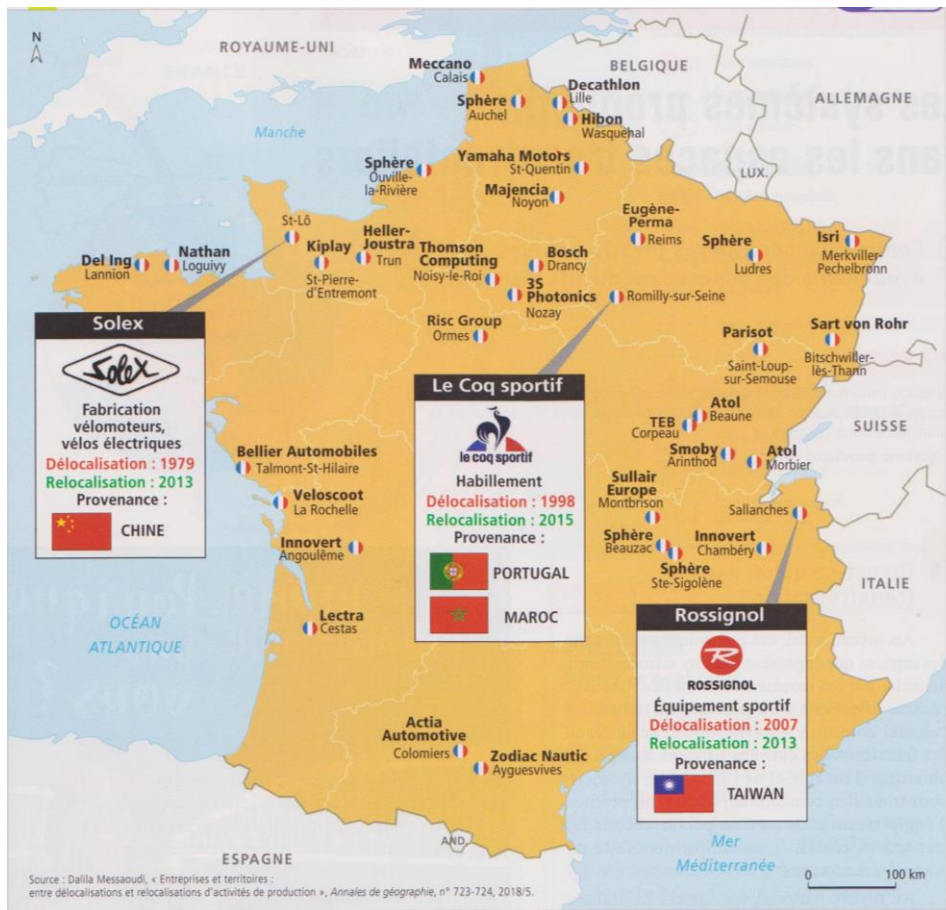 N
ROYAUME-UNI
BELGIQUE
ALLEMAGNE
Manche
LUX.
Meccano
Calais
Decathlon
Lille
Sphère
Auchel
Hibon
Wasquehal
Sphère
Ouville-
la-Rivière
Yamaha Motors
St-Quentin
Majencia
Noyon
Eugène-
Perma
Reims
Sphère
Ludres
Isri
Merkviller-
Pechelbronn
St-Lô
Kiplay
St-Pierre-
d'Entremont
Heller-
Joustra
Trun
Thomson
Computing
Noisy-le-Roi
Bosch
Drancy
3S
Photonics
Nozay
Del Ing
Lannion
Nathan
Loguivy
Romilly-sur-Seine
Risc Group
Ormes
Parisot
Saint-Loup-
sur-Semouse
Sart von Rohr
Bitschwiller-
lès-Thann
Solex
SoleX
Fabrication
vélomoteurs,
vélos électriques
Délocalisation : 1979
Relocalisation : 2013
Provenance :
CHINE
Le Coq sportif
le coq sportif
Habillement
Délocalisation : 1998
Relocalisation : 2015
Provenance :
PORTUGAL
MAROC
Atol
Beaune
TEB
Corpeau
SUISSE
Smoby
Arinthod
Atol
Morbier
Bellier Automobiles
Talmont-St-Hilaire
Sullair
Europe
Montbrison
Veloscoot
La Rochelle
Sallanches
Innovert
Angoulême
Sphère
Beauzac
Innovert
Chambéry
Sphère
Ste-Sigolène
ITALIE
Lectra
Cestas
OCÉAN
ATLANTIQUE
Rossignol
R
ROSSIGNOL
Équipement sportif
Délocalisation : 2007
Relocalisation : 2013
Provenance :
TAIWAN
Actia
Automotive
Colomiers
Zodiac Nautic
Ayguesvives
AND.
ESPAGNE
Mer
Méditerranée
0 100 km
Source : Dalila Messaoudi, « Entreprises et territoires :
entre délocalisations et relocalisations d'activités de production », Annales de géographie, n° 723-724, 2018/5.